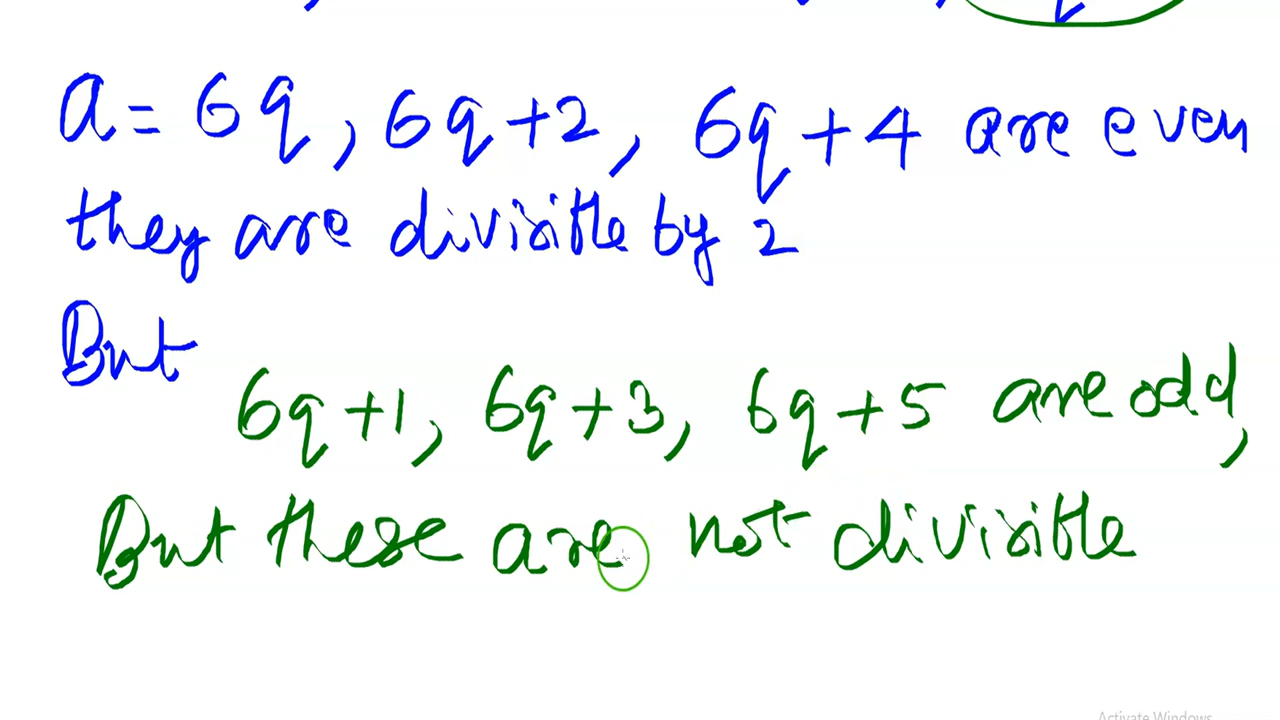 a = 6q, 6q+2, 6q+4 are even
they are divisible by 2
But
6q+1, 6q+3, 6q+5 are odd,
But these are not divisible
Activate Windows